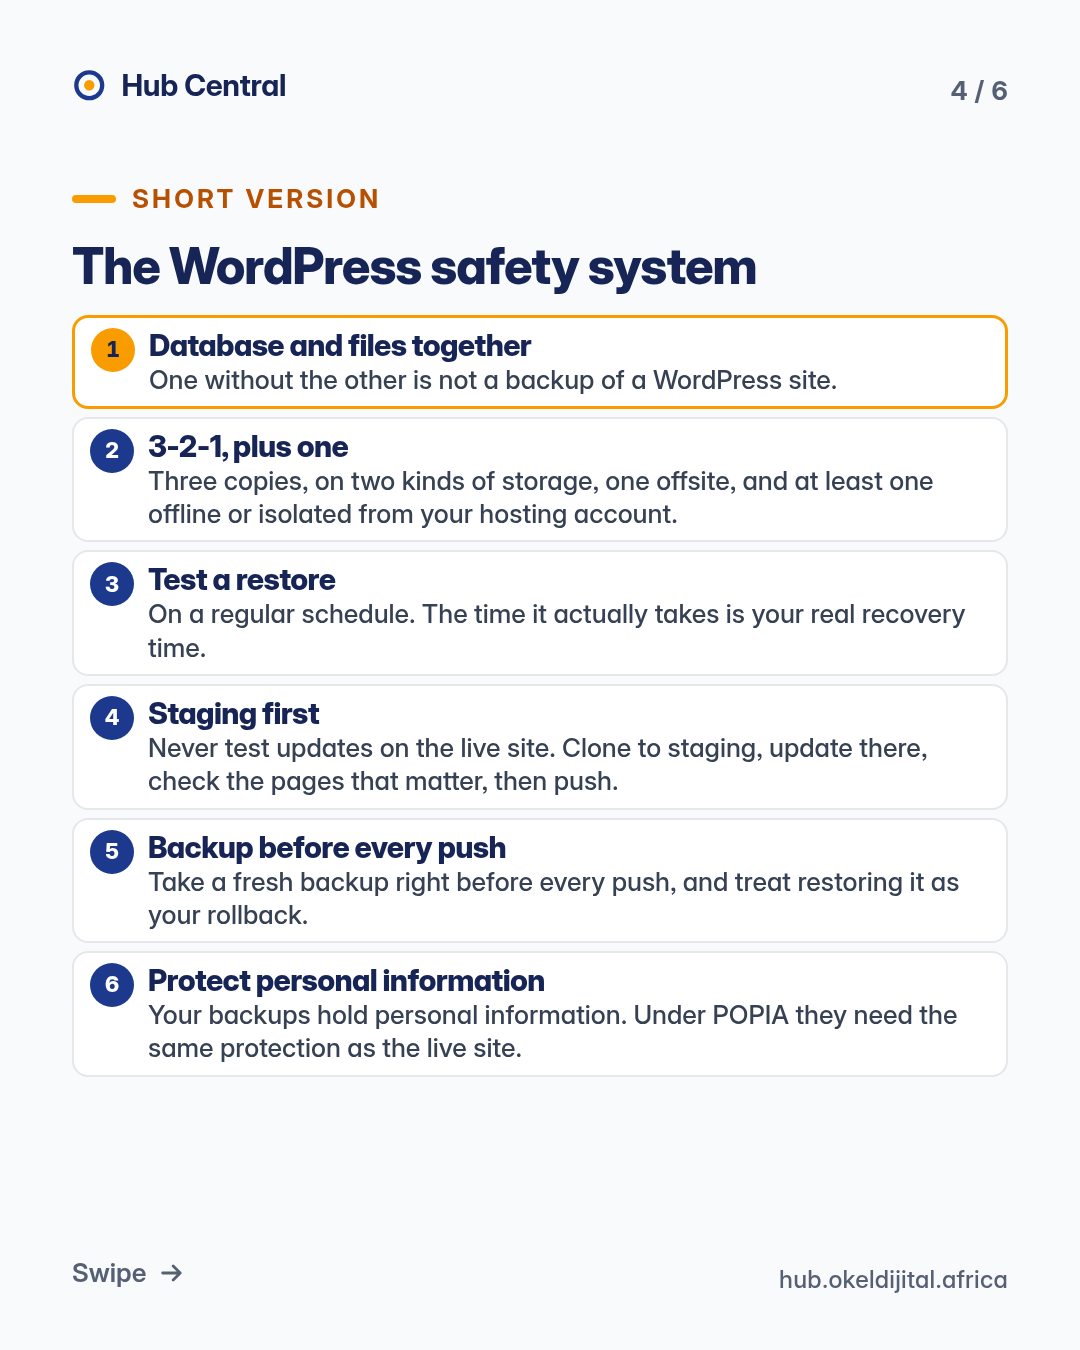 Hub Central
4 / 6
SHORT VERSION
The WordPress safety system
1
Database and files together
One without the other is not a backup of a WordPress site.
2
3-2-1, plus one
Three copies, on two kinds of storage, one offsite, and at least one
offline or isolated from your hosting account.
3
Test a restore
On a regular schedule. The time it actually takes is your real recovery
time.
4
Staging first
Never test updates on the live site. Clone to staging, update there,
check the pages that matter, then push.
5
Backup before every push
Take a fresh backup right before every push, and treat restoring it as
your rollback.
6
Protect personal information
Your backups hold personal information. Under POPIA they need the
same protection as the live site.
Swipe →
hub.okeldijital.africa